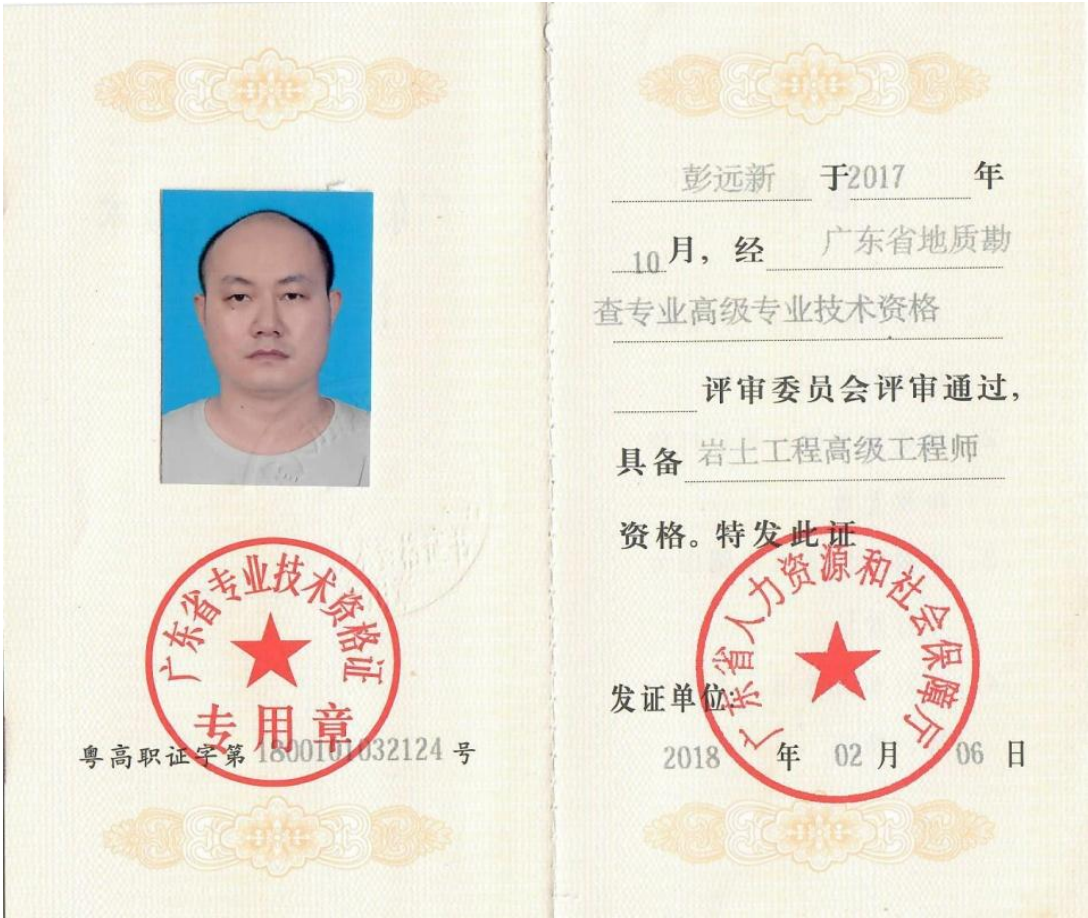 广东省专业技术资格证
专用章
粤高职证字第 1800101032124 号
彭远新 于2017 年
10 月，经 广东省地质勘
查专业高级专业技术资格
评审委员会评审通过，
具备 岩土工程高级工程师
资格。特发此证
广东省人力资源和社会保障厅
发证单位：
2018 年 02 月 06 日